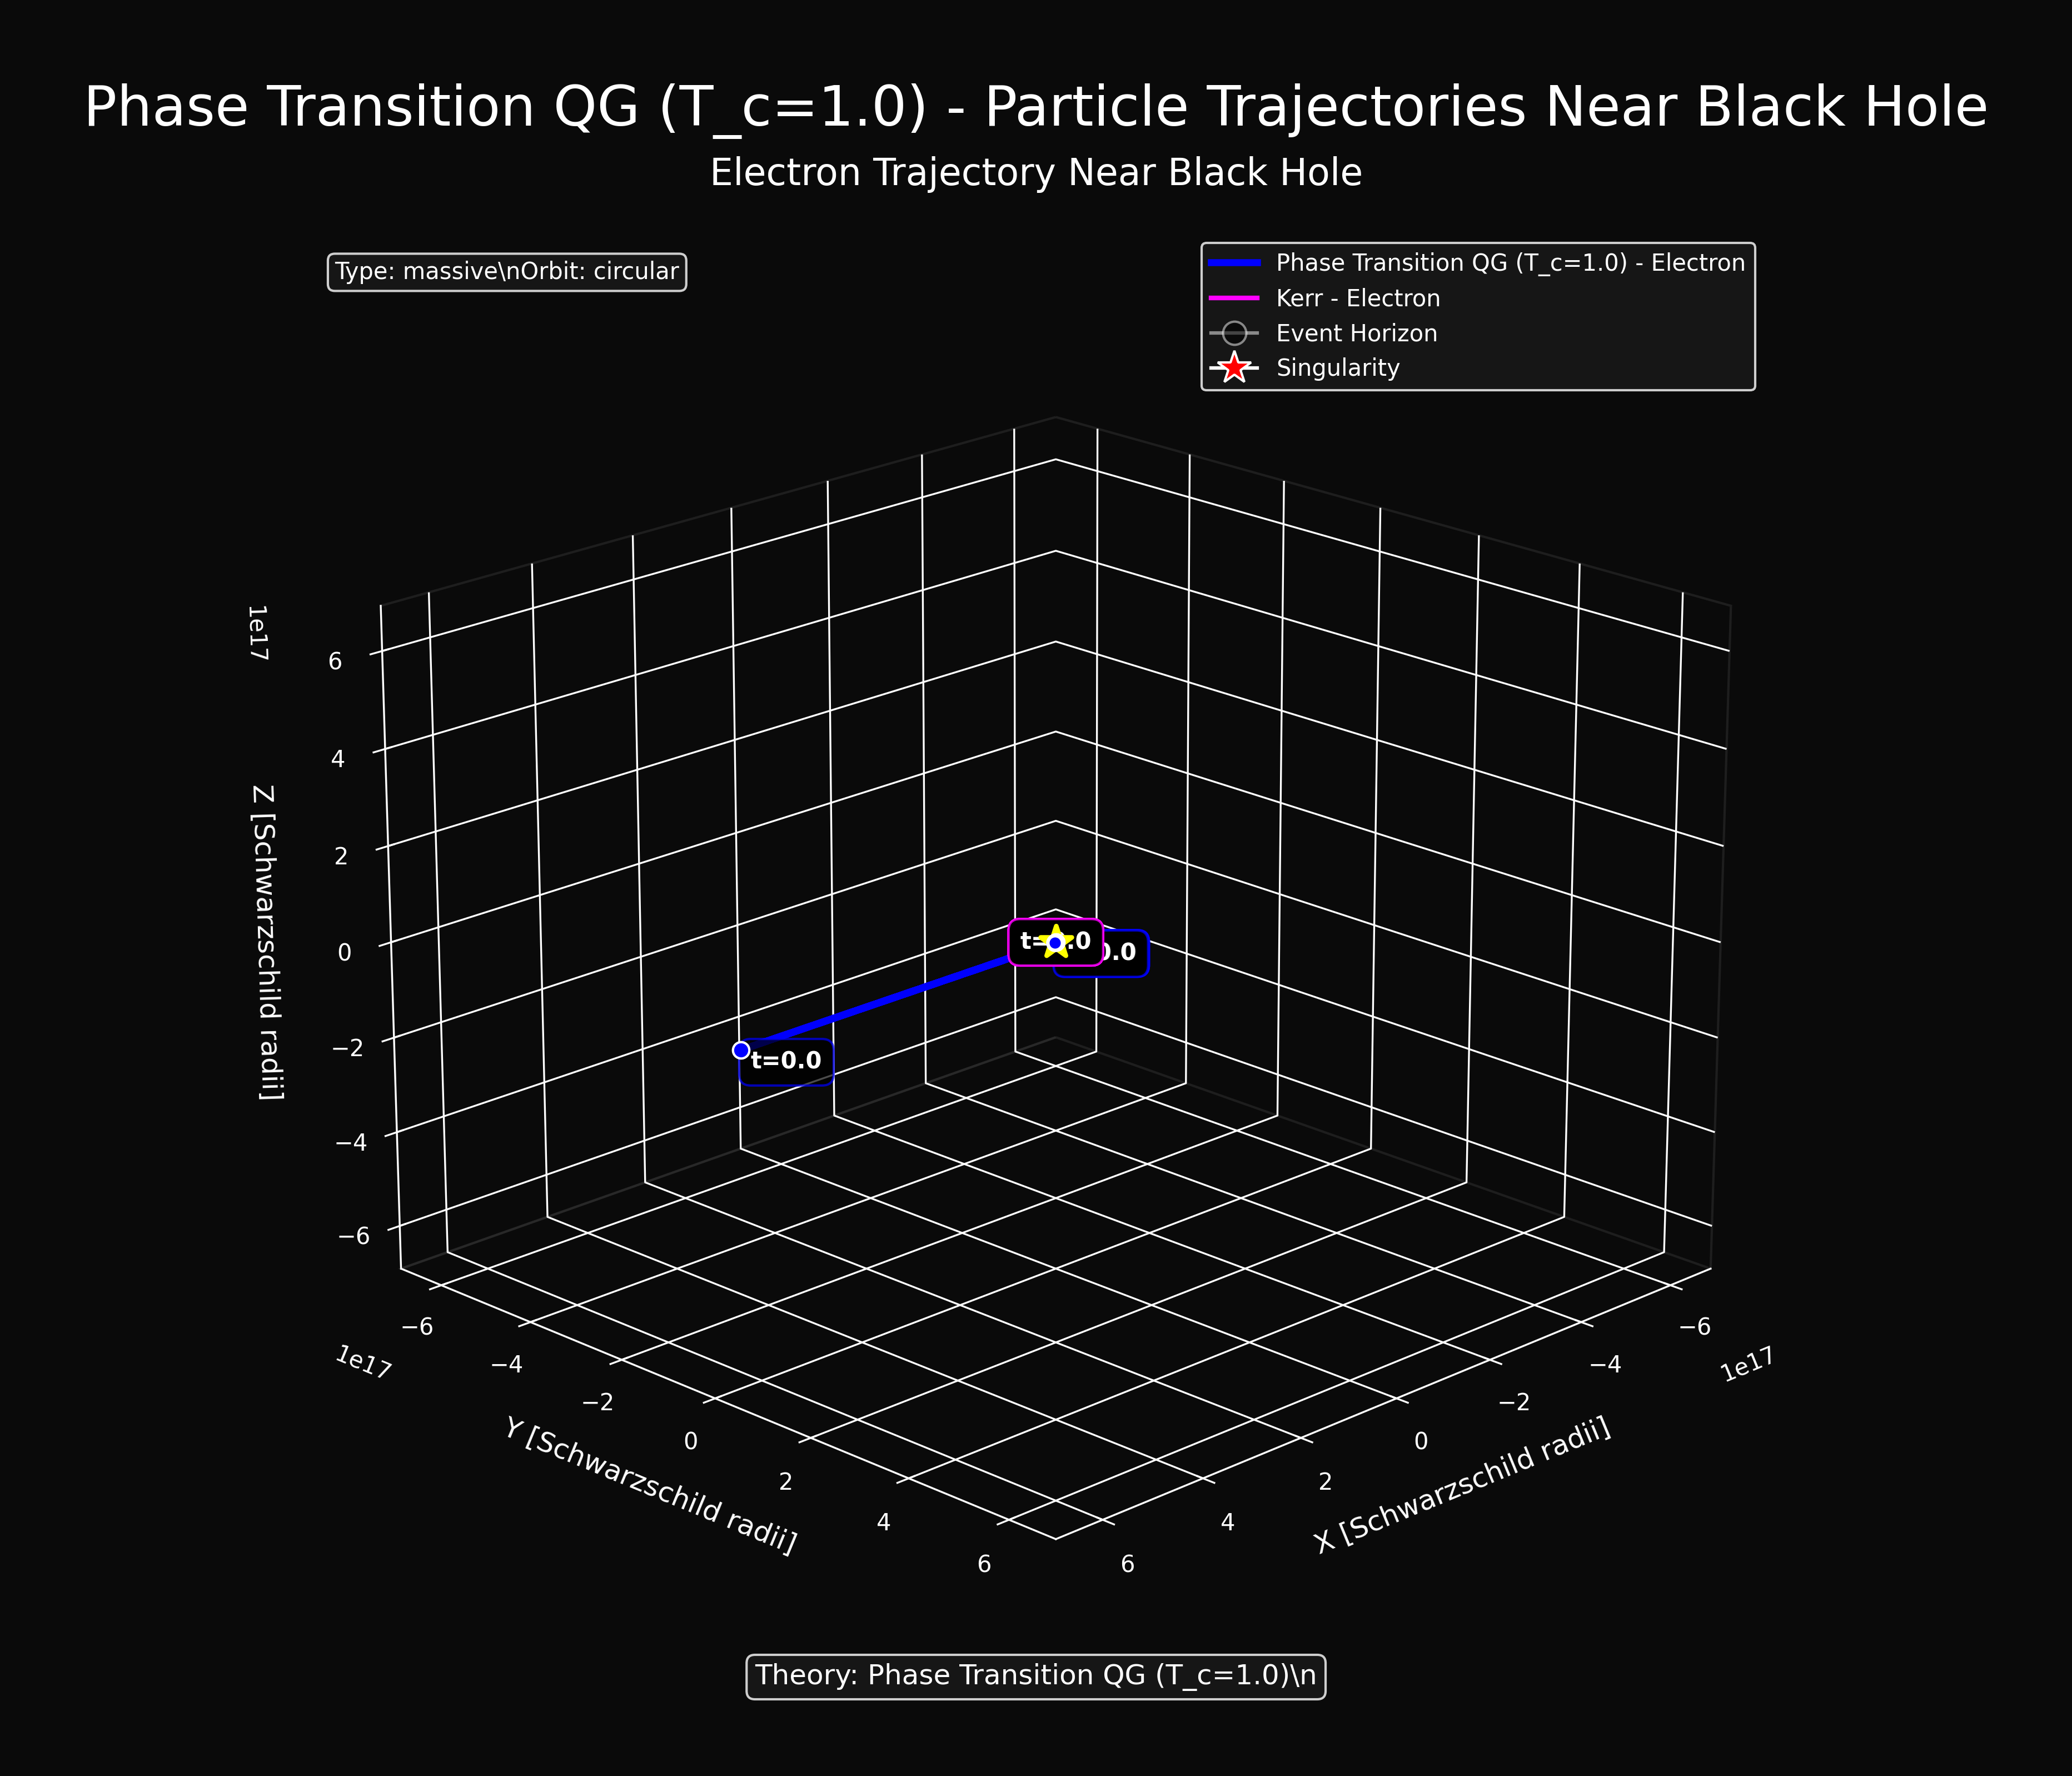 Phase Transition QG (T_c=1.0) - Particle Trajectories Near Black Hole
Electron Trajectory Near Black Hole
Type: massive\nOrbit: circular
Phase Transition QG (T_c=1.0) - Electron
Kerr - Electron
Event Horizon
Singularity
1e17
6
4
2
0
−2
−4
−6
Z [Schwarzschild radii]
t=0.0
−6
−4
−2
0
2
4
6
1e17
Y [Schwarzschild radii]
−6
−4
−2
0
2
4
6
1e17
X [Schwarzschild radii]
Theory: Phase Transition QG (T_c=1.0)\n